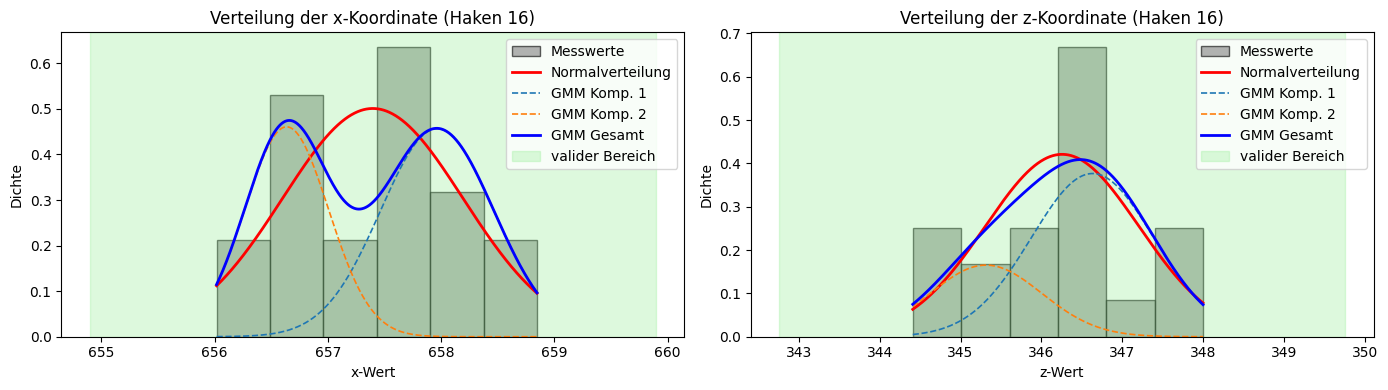 Verteilung der x-Koordinate (Haken 16)
Dichte
0.6
0.5
0.4
0.3
0.2
0.1
0.0
655
656
657
658
659
660
x-Wert
Messwerte
Normalverteilung
GMM Komp. 1
GMM Komp. 2
GMM Gesamt
valider Bereich
Verteilung der z-Koordinate (Haken 16)
Dichte
0.7
0.6
0.5
0.4
0.3
0.2
0.1
0.0
343
344
345
346
347
348
349
350
z-Wert
Messwerte
Normalverteilung
GMM Komp. 1
GMM Komp. 2
GMM Gesamt
valider Bereich